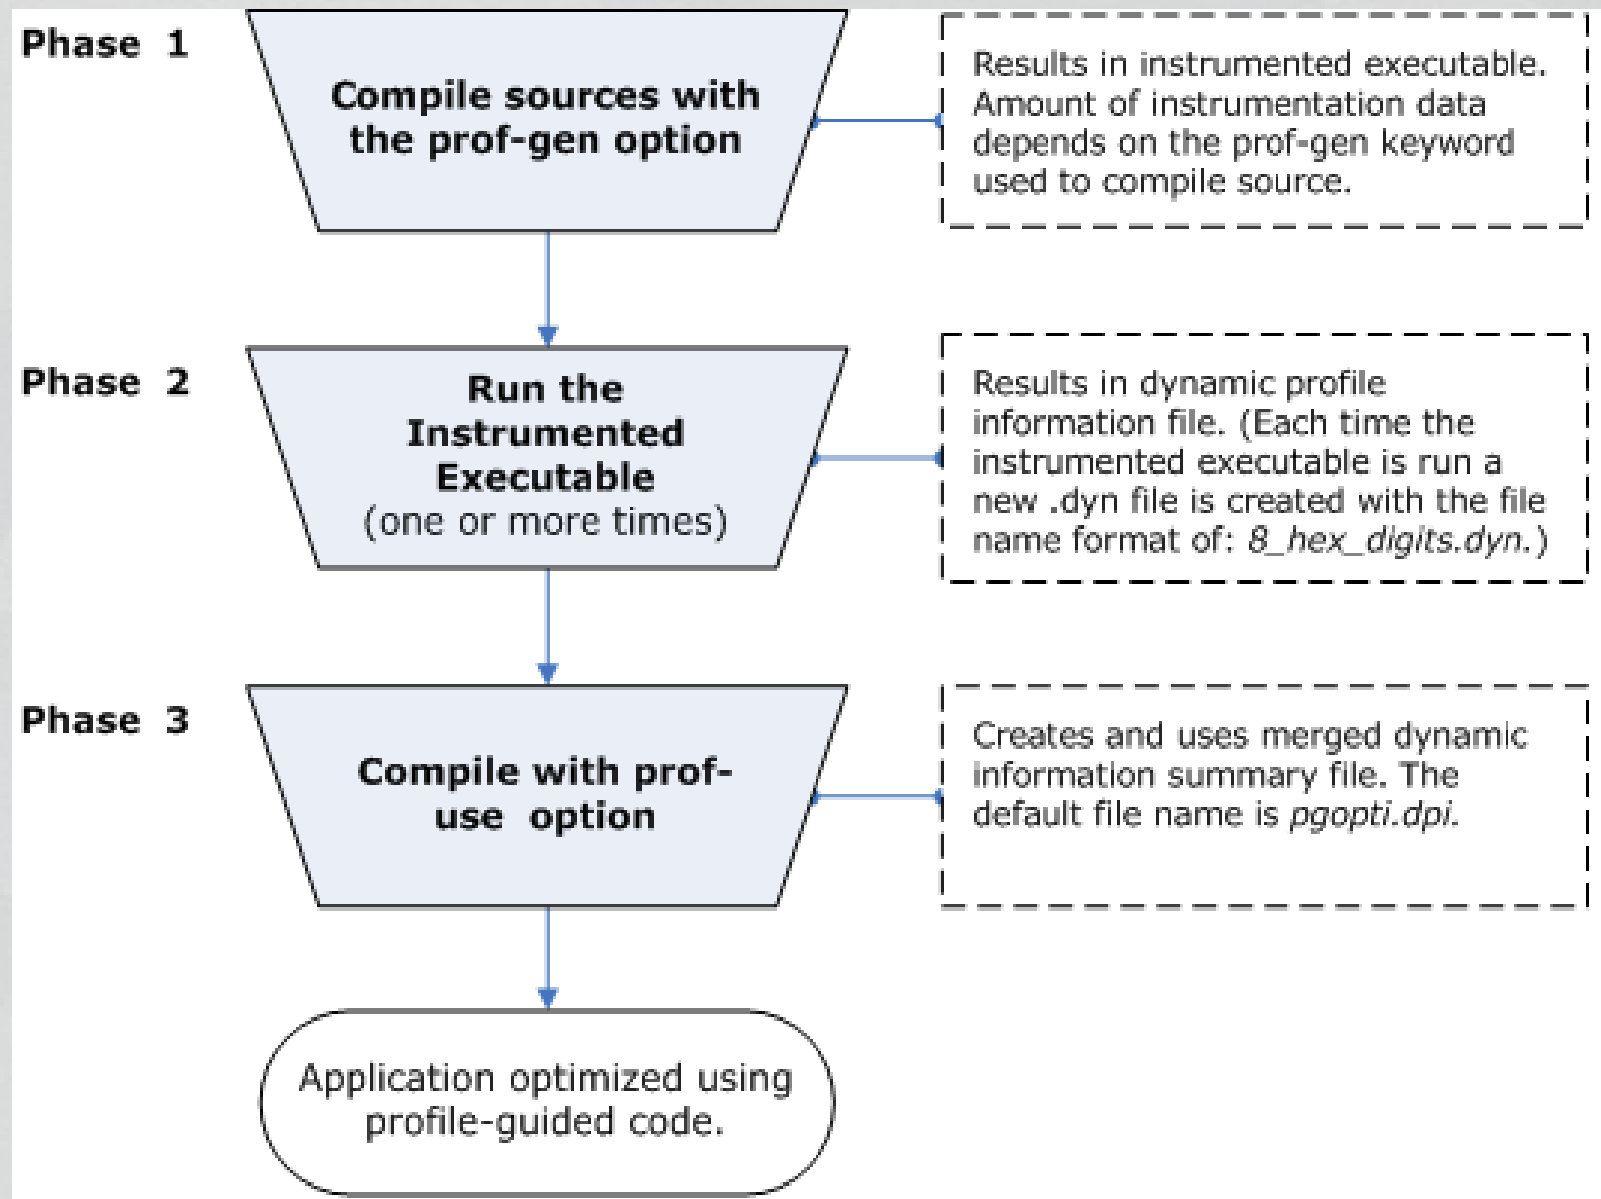 Phase 1
Compile sources with
the prof-gen option
Results in instrumented executable.
Amount of instrumentation data
depends on the prof-gen keyword
used to compile source.
Phase 2
Run the
Instrumented
Executable
(one or more times)
Results in dynamic profile
information file. (Each time the
instrumented executable is run a
new .dyn file is created with the file
name format of: 8_hex_digits.dyn.)
Phase 3
Compile with prof-
use option
Creates and uses merged dynamic
information summary file. The
default file name is pgopti.dpi.
Application optimized using
profile-guided code.